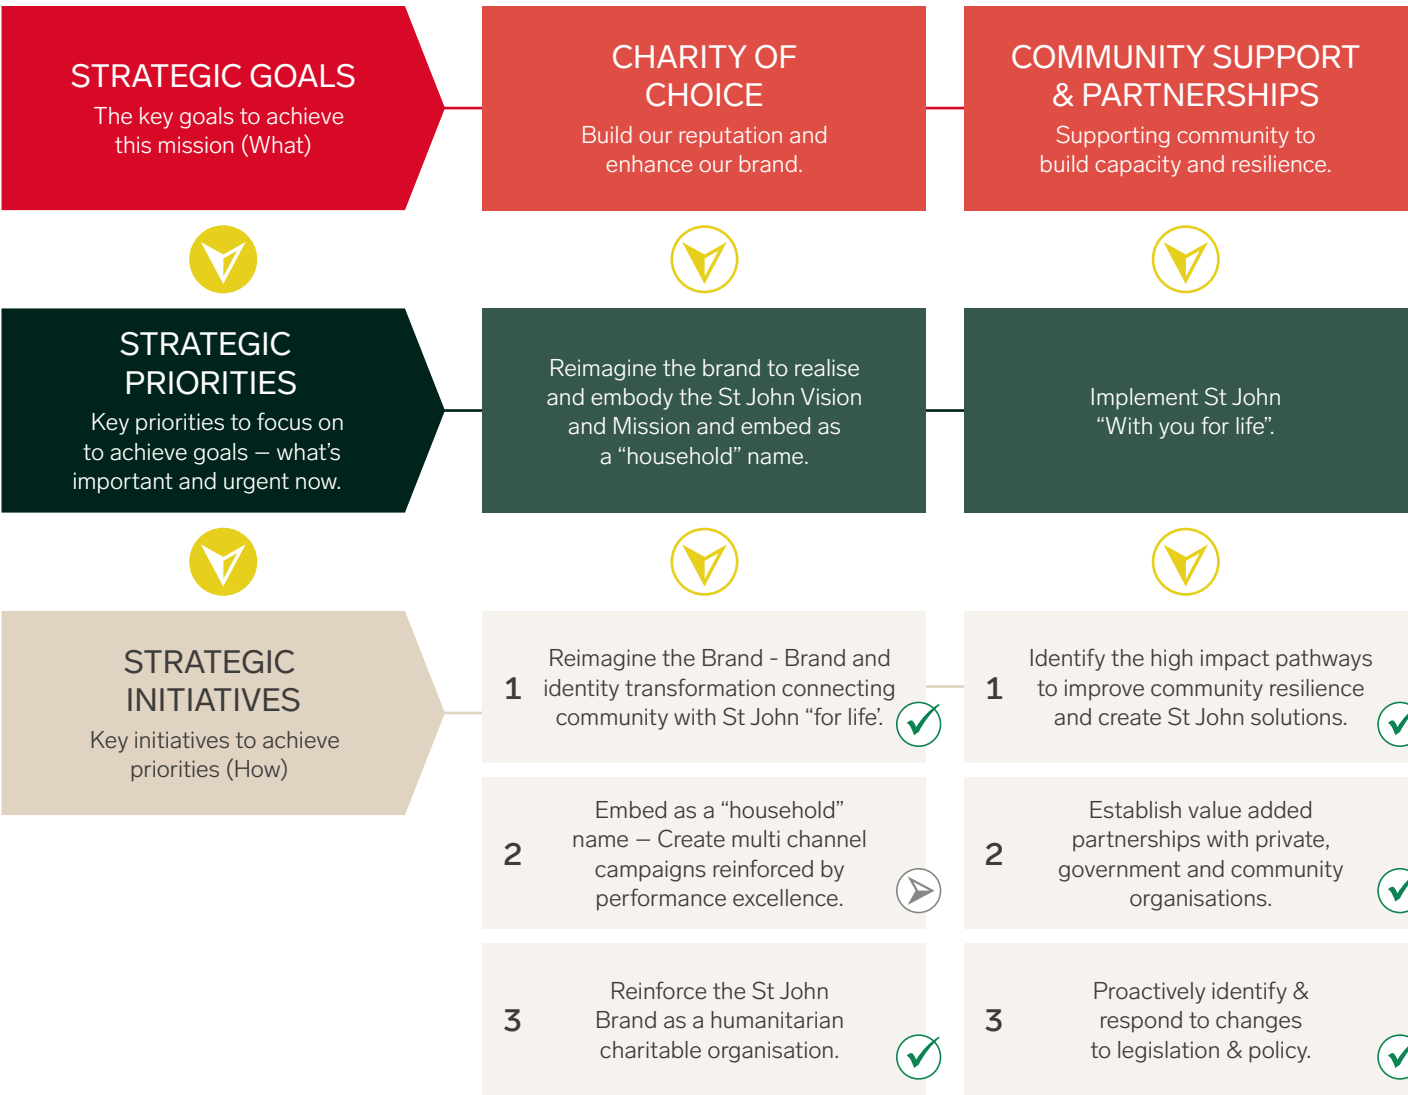 STRATEGIC GOALS
The key goals to achieve
this mission (What)
CHARITY OF
CHOICE
Build our reputation and
enhance our brand.
COMMUNITY SUPPORT
& PARTNERSHIPS
Supporting community to
build capacity and resilience.
STRATEGIC
PRIORITIES
Key priorities to focus on
to achieve goals – what’s
important and urgent now.
Reimagine the brand to realise
and embody the St John Vision
and Mission and embed as
a “household” name.
Implement St John
“With you for life”.
STRATEGIC
INITIATIVES
Key initiatives to achieve
priorities (How)
1
Reimagine the Brand - Brand and
identity transformation connecting
community with St John “for life’.
2
Embed as a “household”
name – Create multi channel
campaigns reinforced by
performance excellence.
3
Reinforce the St John
Brand as a humanitarian
charitable organisation.
1
Identify the high impact pathways
to improve community resilience
and create St John solutions.
2
Establish value added
partnerships with private,
government and community
organisations.
3
Proactively identify &
respond to changes
to legislation & policy.